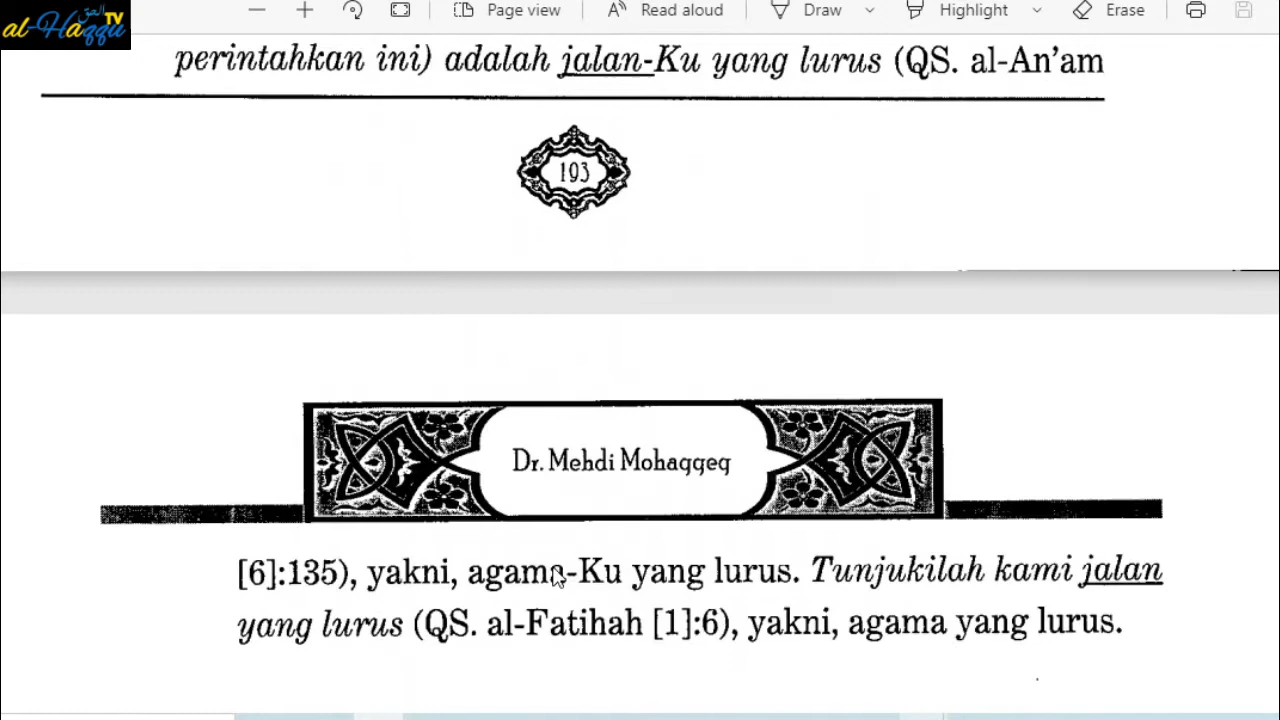 الحق
al-Haqqu TV
Page view
Read aloud
Draw
Highlight
Erase
perintahkan ini) adalah jalan-Ku yang lurus (QS. al-An’am
193
Dr. Mehdi Mohaqqeq
[6]:135), yakni, agama-Ku yang lurus. Tunjukilah kami jalan
yang lurus (QS. al-Fatihah [1]:6), yakni, agama yang lurus.